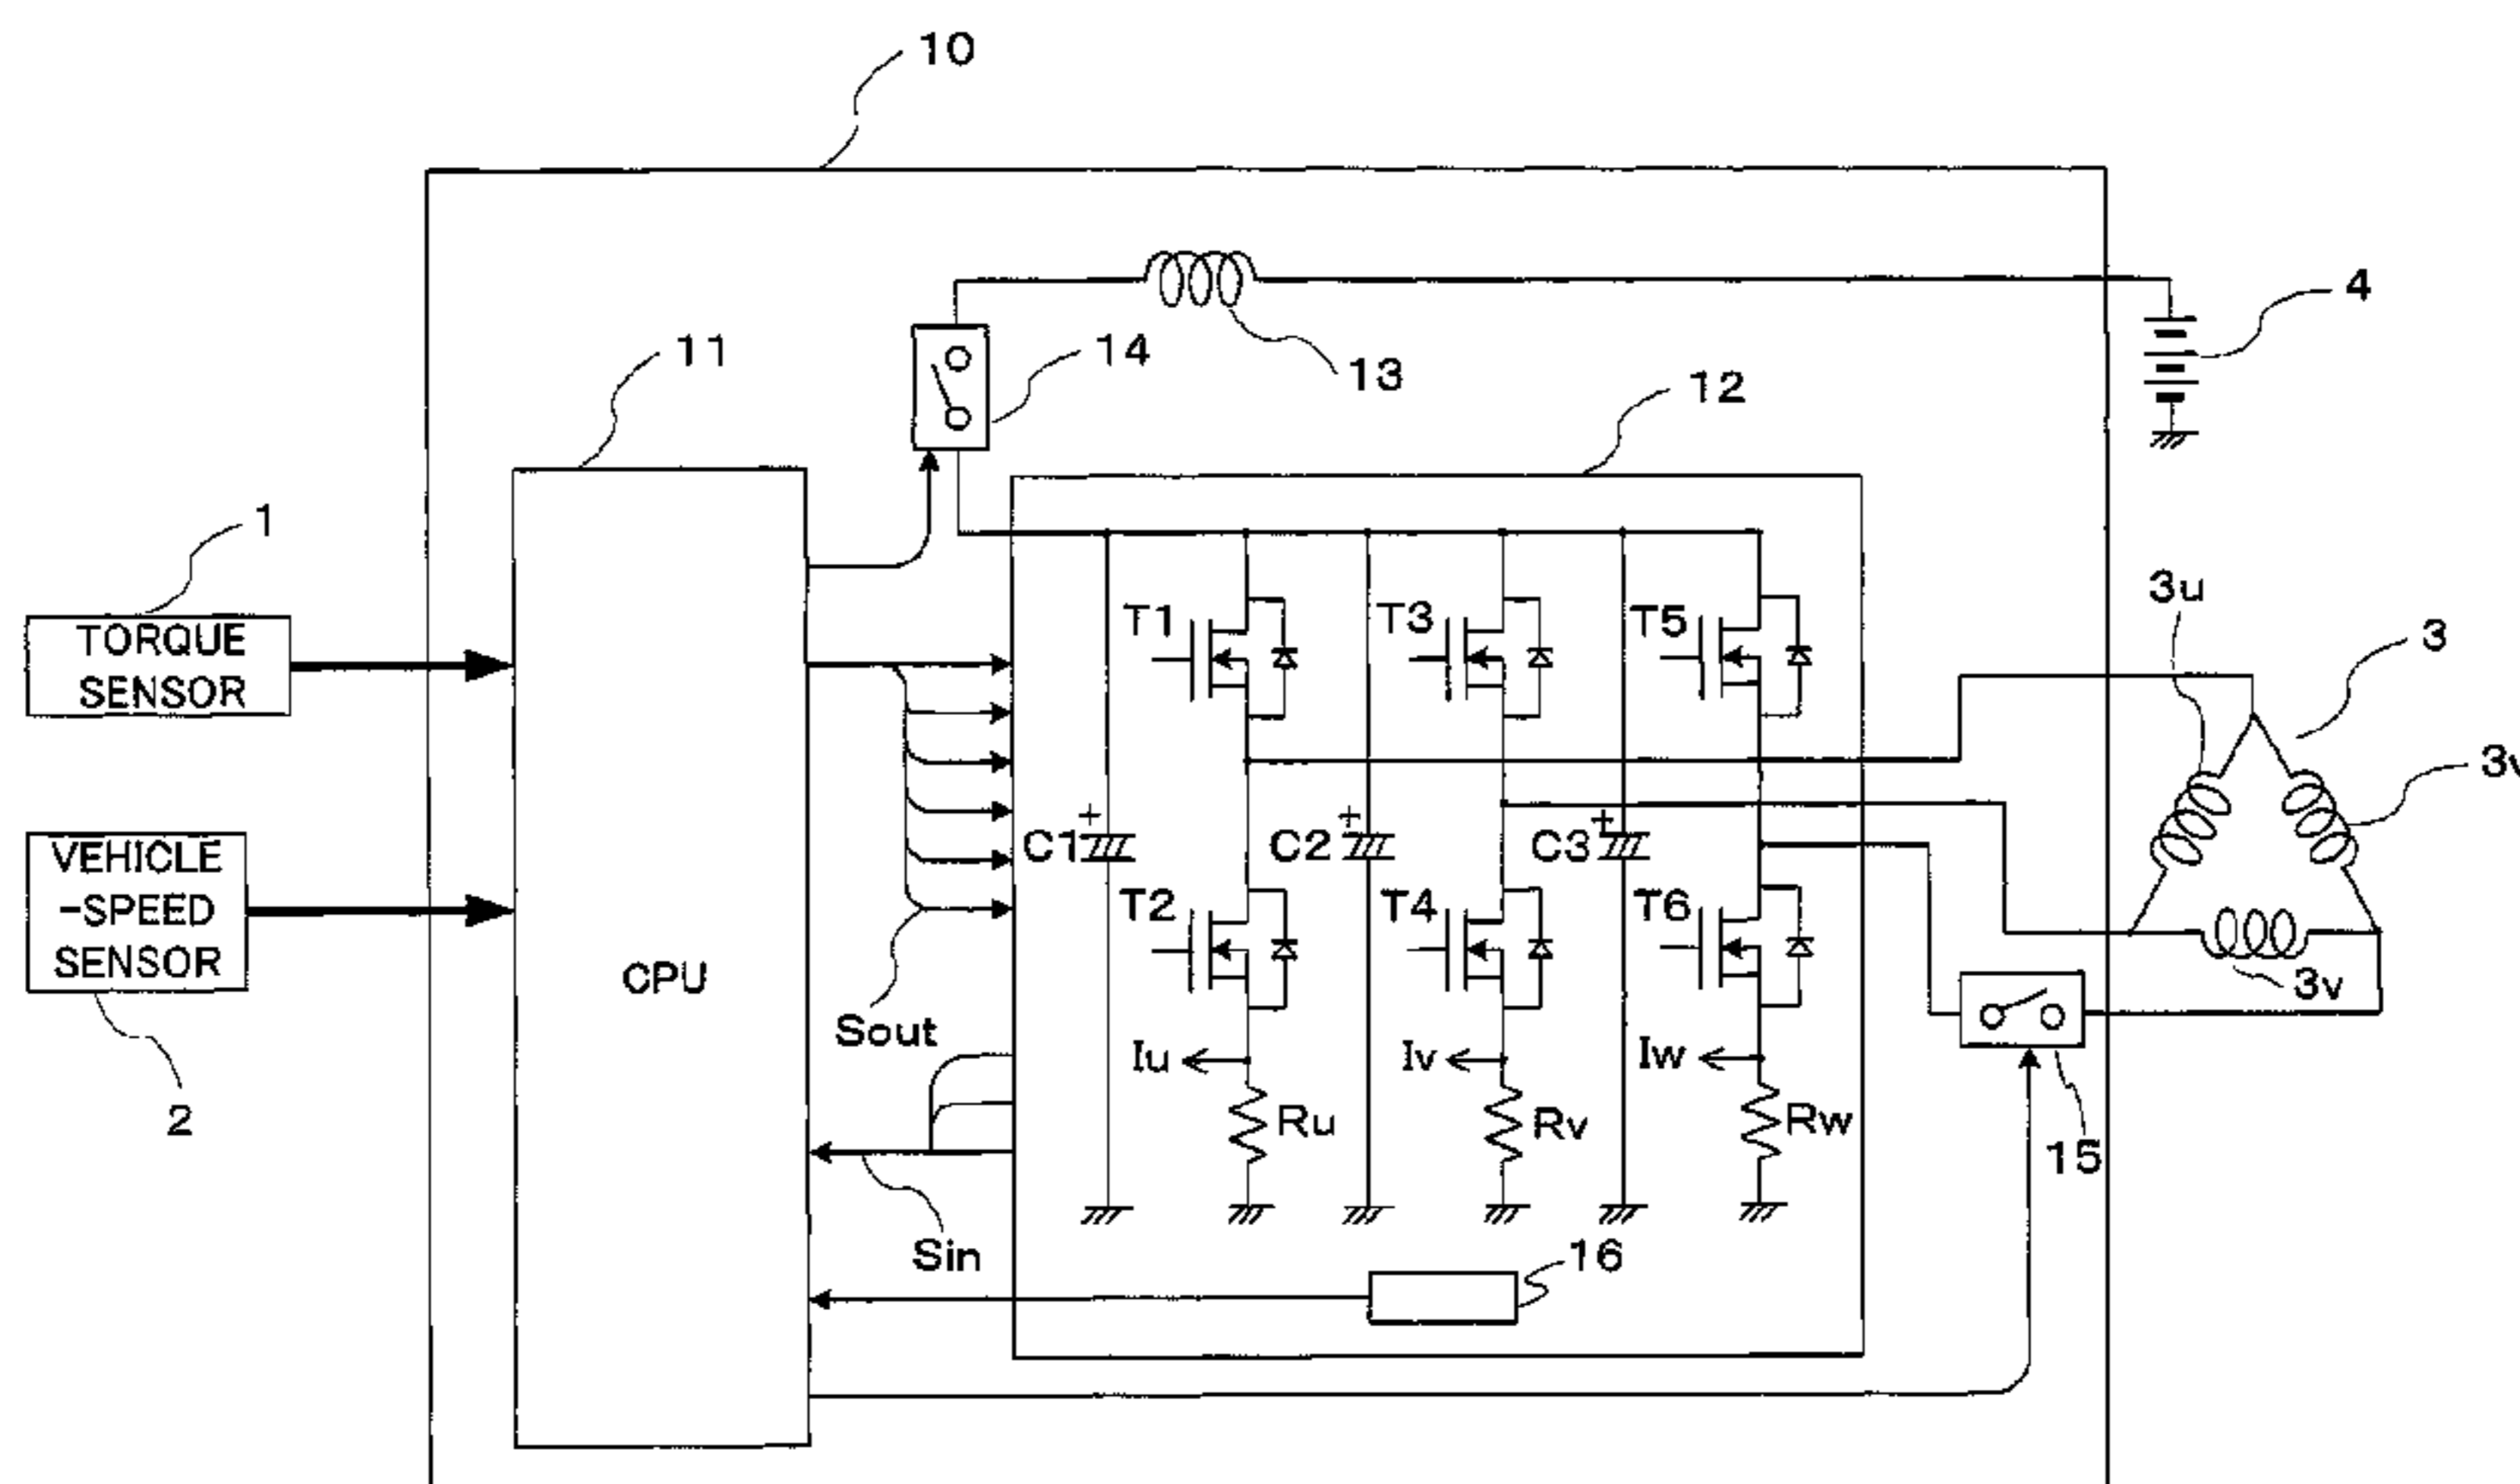 10
4
11
14
13
12
1
3u
TORQUE
SENSOR
T1
T3
T5
3
3v
VEHICLE
-SPEED
SENSOR
+
+
+
C1
C2
C3
T2
T4
T6
CPU
3v
Sout
Iu
Iv
Iw
2
Ru
Rv
Rw
15
Sin
16